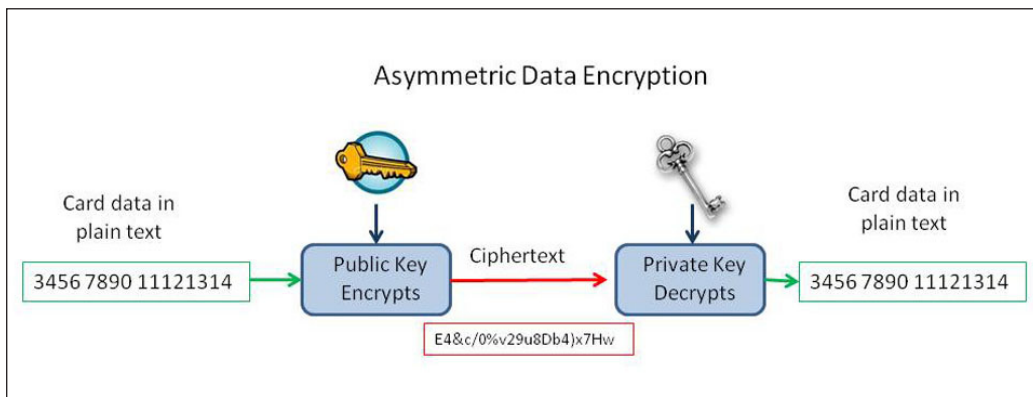 Asymmetric Data Encryption
Card data in
plain text
3456 7890 11121314
Public Key
Encrypts
Ciphertext
E4&c/0%v29u8Db4)x7Hw
Private Key
Decrypts
Card data in
plain text
3456 7890 11121314